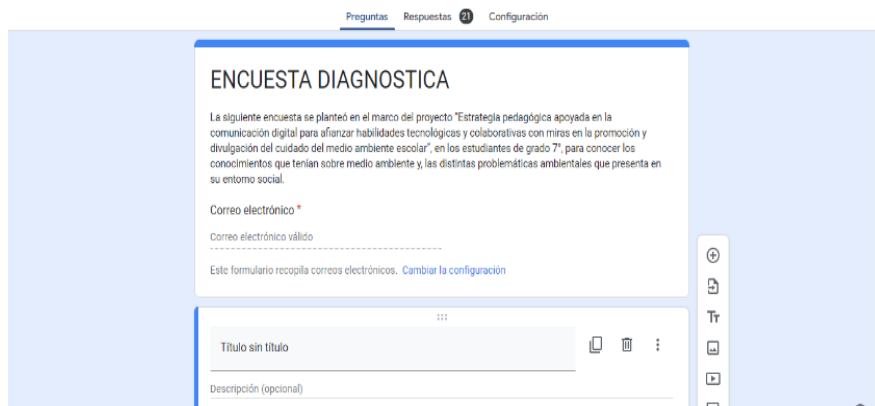 Preguntas Respuestas 21 Configuración
ENCUESTA DIAGNOSTICA
La siguiente encuesta se planteó en el marco del proyecto "Estrategia pedagógica apoyada en la
comunicación digital para afianzar habilidades tecnológicas y colaborativas con miras en la promoción y
divulgación del cuidado del medio ambiente escolar", en los estudiantes de grado 7°, para conocer los
conocimientos que tenían sobre medio ambiente y, las distintas problemáticas ambientales que presenta en
su entorno social.
Correo electrónico *
Correo electrónico válido
Este formulario recopila correos electrónicos. Cambiar la configuración
Título sin título
Descripción (opcional)